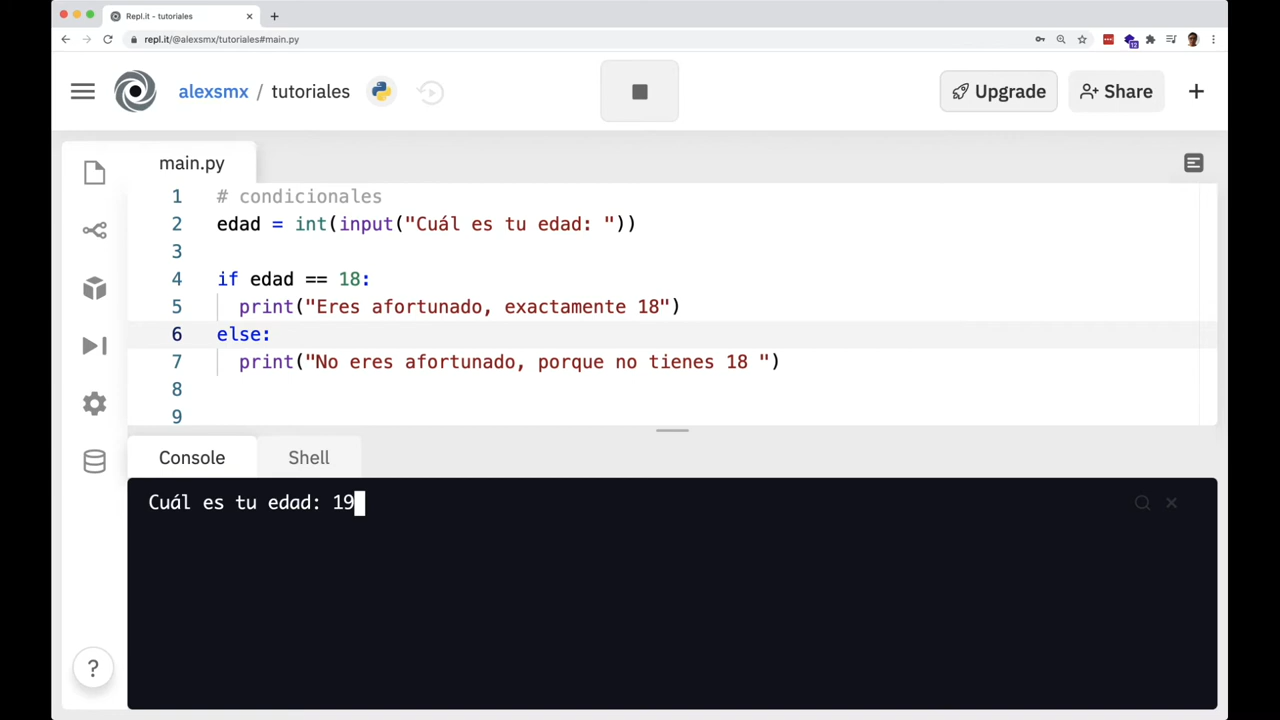 Repl.it - tutoriales
repl.it/@alexsmx/tutoriales#main.py
12
alexsmx / tutoriales
Upgrade
Share
main.py
1 # condicionales
2 edad = int(input("Cuál es tu edad: "))
3
4 if edad == 18:
5 print("Eres afortunado, exactamente 18")
6 else:
7 print("No eres afortunado, porque no tienes 18 ")
8
9
Console
Shell
Cuál es tu edad: 19
?